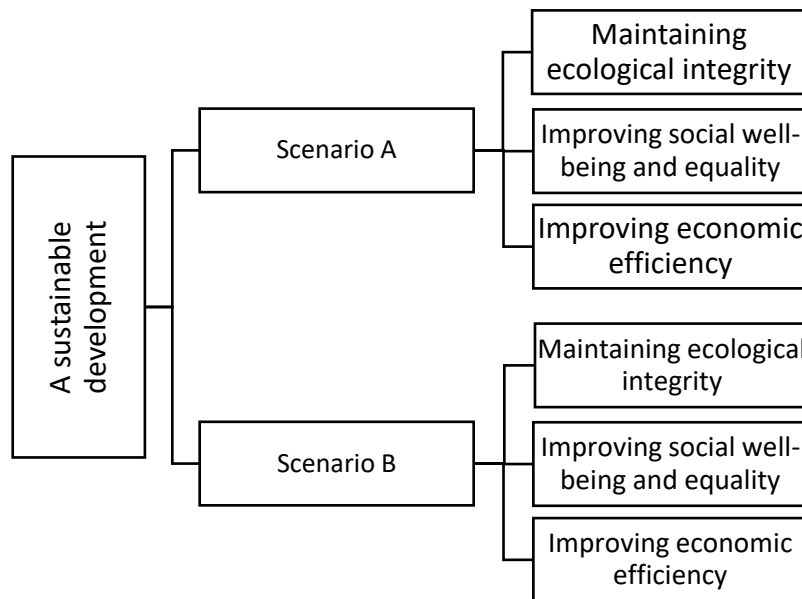 A sustainable
development
Scenario A
Maintaining
ecological integrity
Improving social well-
being and equality
Improving economic
efficiency
Scenario B
Maintaining ecological
integrity
Improving social well-
being and equality
Improving economic
efficiency